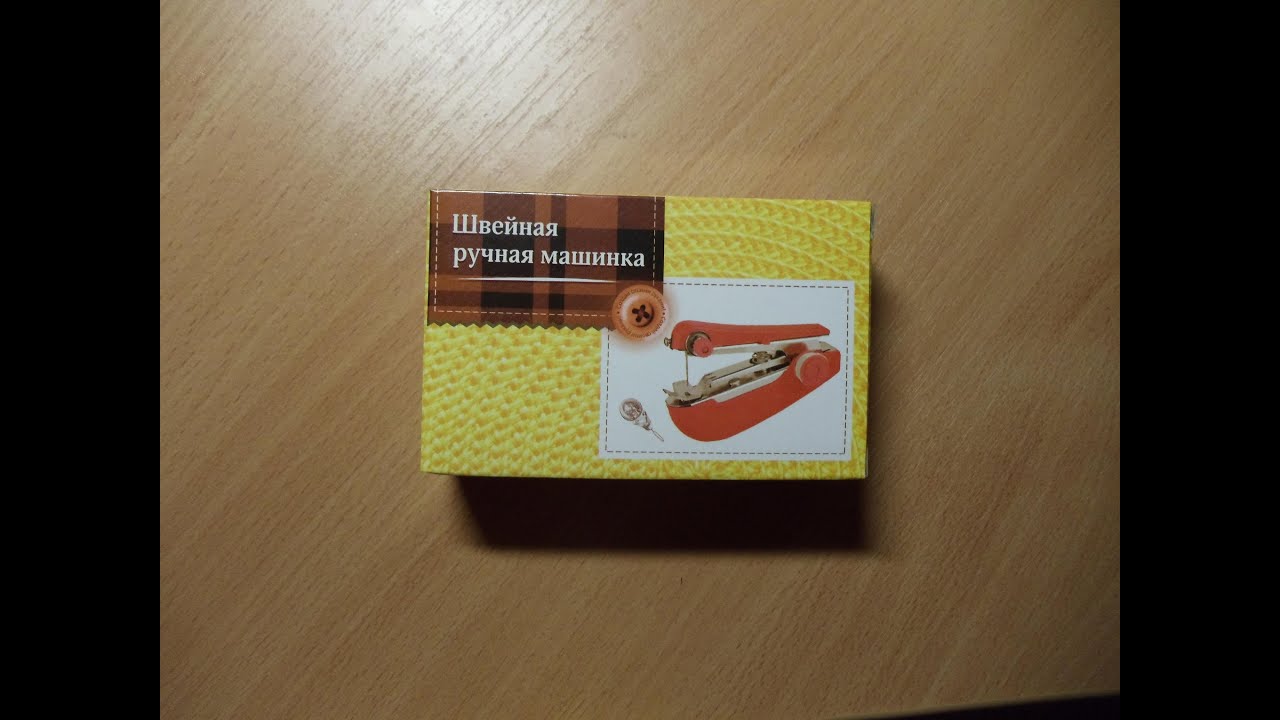 Швейная
ручная машинка